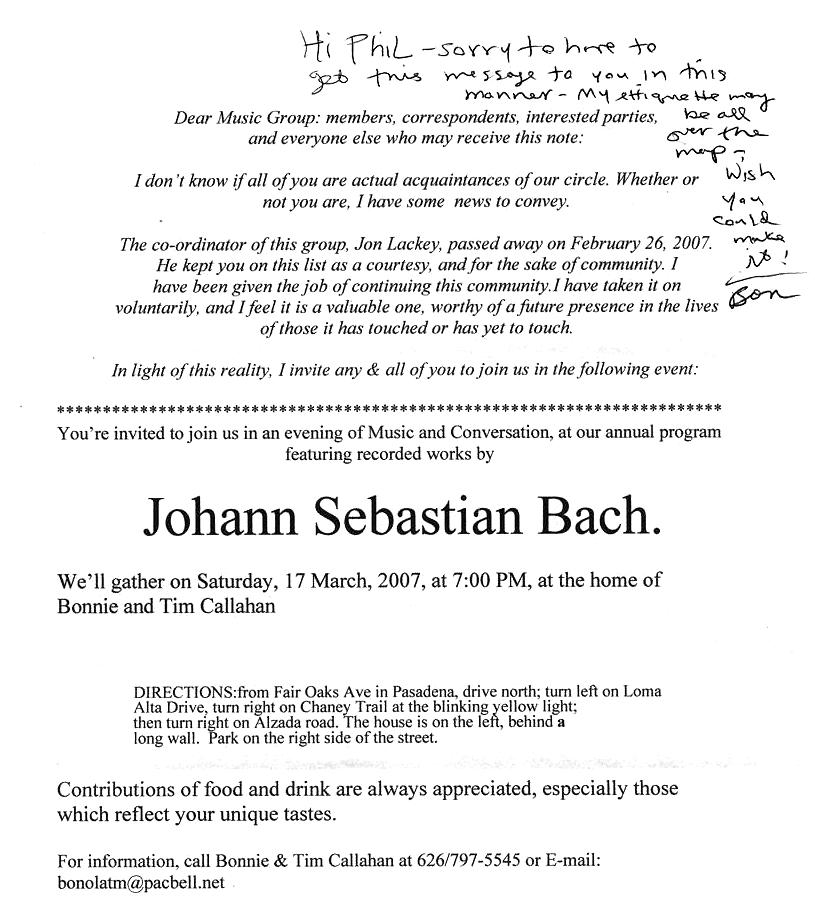 Hi Phil - sorry to have to
get this message to you in this
manner - My ettiquette may
be all
over the
map -
Wish
you
could
make
it!
Bon
Dear Music Group: members, correspondents, interested parties,
and everyone else who may receive this note:
I don't know if all of you are actual acquaintances of our circle. Whether or
not you are, I have some news to convey.
The co-ordinator of this group, Jon Lackey, passed away on February 26, 2007.
He kept you on this list as a courtesy, and for the sake of community. I
have been given the job of continuing this community.I have taken it on
voluntarily, and I feel it is a valuable one, worthy of a future presence in the lives
of those it has touched or has yet to touch.
In light of this reality, I invite any & all of you to join us in the following event:
************************************************************************
You're invited to join us in an evening of Music and Conversation, at our annual program
featuring recorded works by
Johann Sebastian Bach.
We'll gather on Saturday, 17 March, 2007, at 7:00 PM, at the home of
Bonnie and Tim Callahan
DIRECTIONS:from Fair Oaks Ave in Pasadena, drive north; turn left on Loma
Alta Drive, turn right on Chaney Trail at the blinking yellow light;
then turn right on Alzada road. The house is on the left, behind a
long wall. Park on the right side of the street.
Contributions of food and drink are always appreciated, especially those
which reflect your unique tastes.
For information, call Bonnie & Tim Callahan at 626/797-5545 or E-mail:
bonolatm@pacbell.net